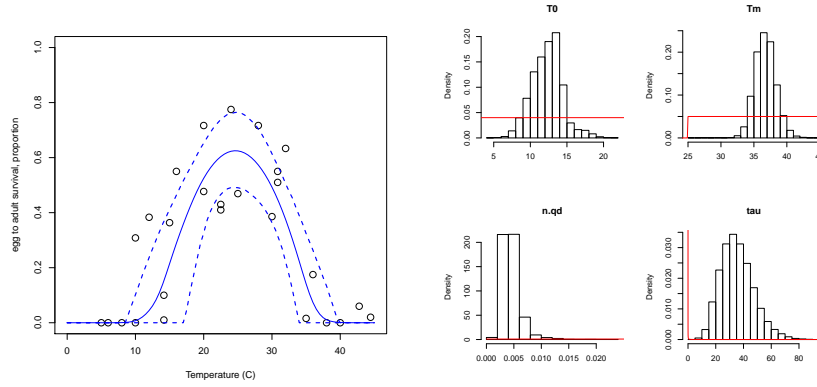 egg to adult survival, proportion
1.0
0.8
0.6
0.4
0.2
0.0
0 10 20 30 40
Temperature (C)
T0
Density
0.20
0.15
0.10
0.05
0.00
5 10 15 20
Tm
Density
0.20
0.10
0.00
25 30 35 40 45
n.qd
Density
200
150
100
50
0
0.000 0.005 0.010 0.020
tau
Density
0.030
0.020
0.010
0.000
0 20 40 60 80